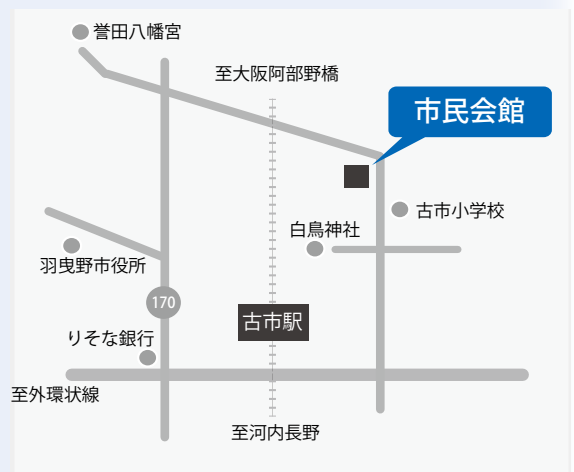 誉田八幡宮
至大阪阿部野橋
市民会館
古市小学校
白鳥神社
羽曳野市役所
170
古市駅
りそな銀行
至外環状線
至河内長野